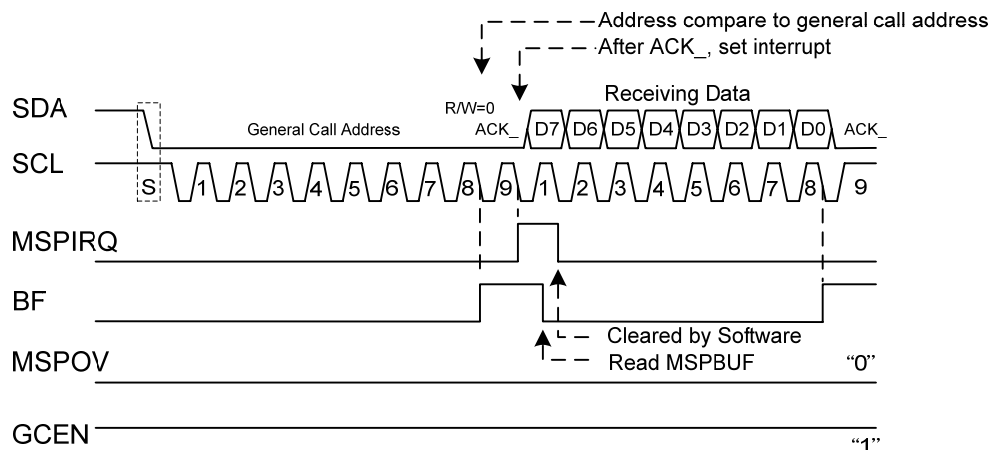 Address compare to general call address
After ACK_, set interrupt
SDA
R/W=0
Receiving Data
General Call Address
ACK_
D7 D6 D5 D4 D3 D2 D1 D0
ACK_
SCL
S
1 2 3 4 5 6 7 8 9 1 2 3 4 5 6 7 8 9
MSPIRQ
BF
Cleared by Software
Read MSPBUF
MSPOV
“0”
GCEN
“1”